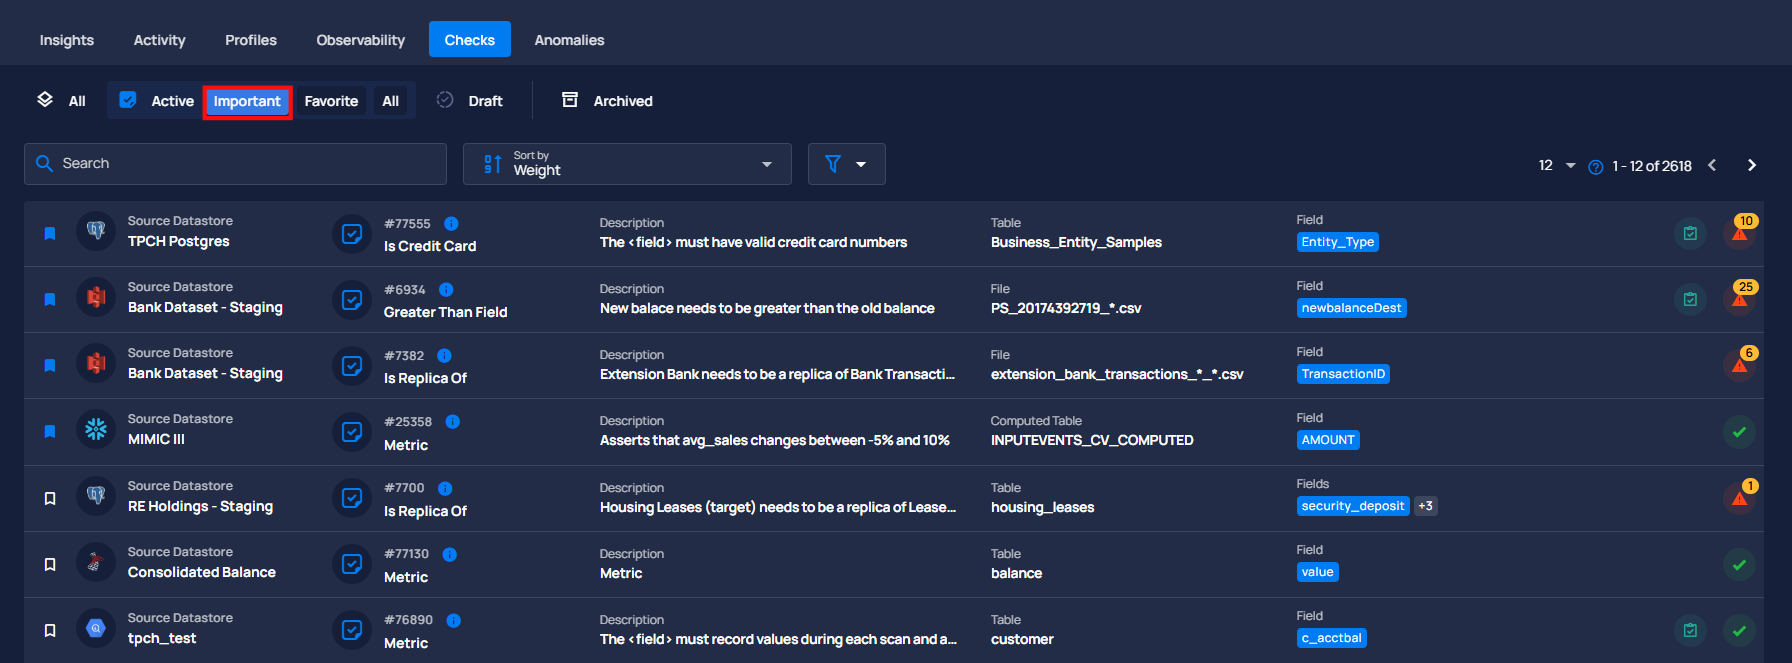 Insights Activity Profiles Observability Checks Anomalies
All Active Important Favorite All Draft Archived
Search
Sort by
Weight
12 1 - 12 of 2618
Source Datastore
TPCH Postgres
#77555
Is Credit Card
Description
The <field> must have valid credit card numbers
Table
Business_Entity_Samples
Field
Entity_Type
10
Source Datastore
Bank Dataset - Staging
#6934
Greater Than Field
Description
New balace needs to be greater than the old balance
File
PS_20174392719_*.csv
Field
newbalanceDest
25
Source Datastore
Bank Dataset - Staging
#7382
Is Replica Of
Description
Extension Bank needs to be a replica of Bank Transacti...
File
extension_bank_transactions_*_*.csv
Field
TransactionID
6
Source Datastore
MIMIC III
#25358
Metric
Description
Asserts that avg_sales changes between -5% and 10%
Computed Table
INPUTEVENTS_CV_COMPUTED
Field
AMOUNT
Source Datastore
RE Holdings - Staging
#7700
Is Replica Of
Description
Housing Leases (target) needs to be a replica of Lease...
Table
housing_leases
Fields
security_deposit +3
1
Source Datastore
Consolidated Balance
#77130
Metric
Description
Metric
Table
balance
Field
value
Source Datastore
tpch_test
#76890
Metric
Description
The <field> must record values during each scan and a...
Table
customer
Field
c_acctbal